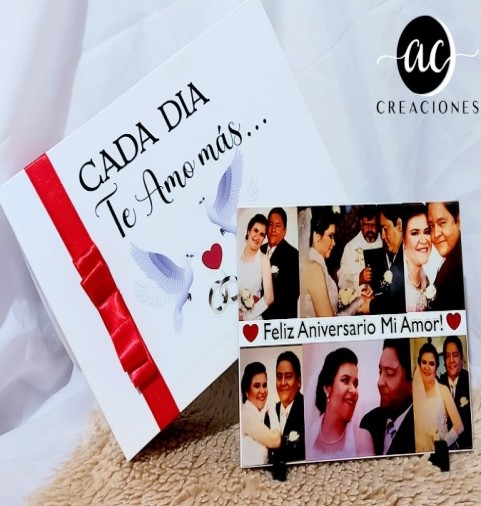 ac
CREACIONES
CADA DIA
Te Amo más...
Feliz Aniversario Mi Amor!